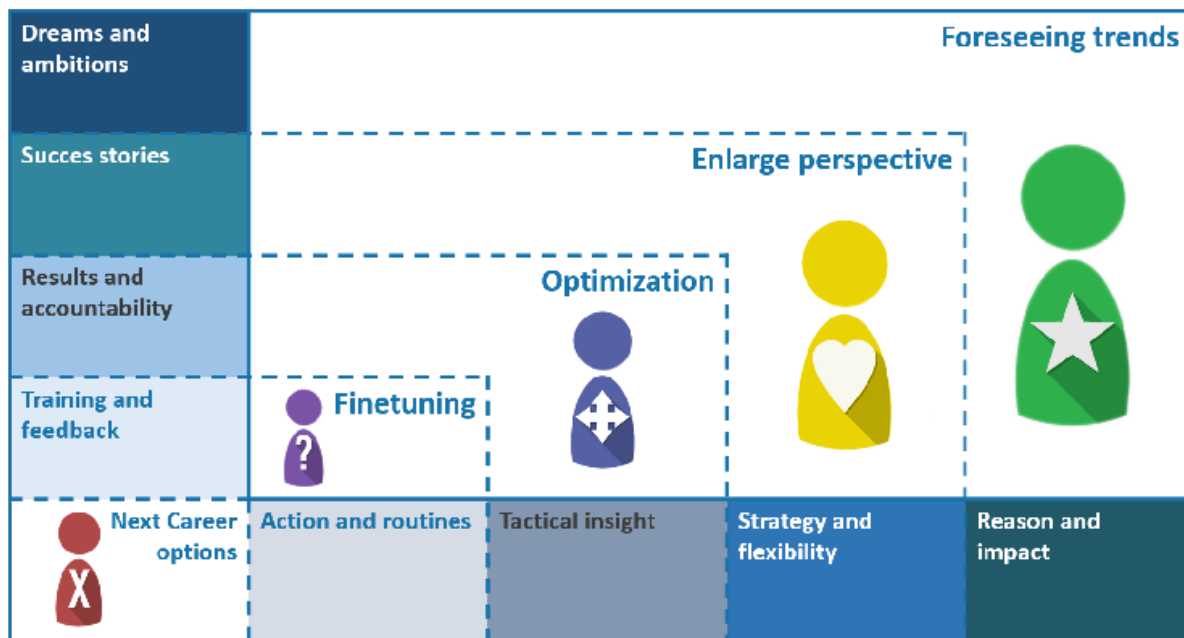 Dreams and
ambitions
Foreseeing trends
Succes stories
Enlarge perspective
Results and
accountability
Optimization
Training and
feedback
Finetuning
?
Next Career
options
X
Action and routines
Tactical insight
Strategy and
flexibility
Reason and
impact